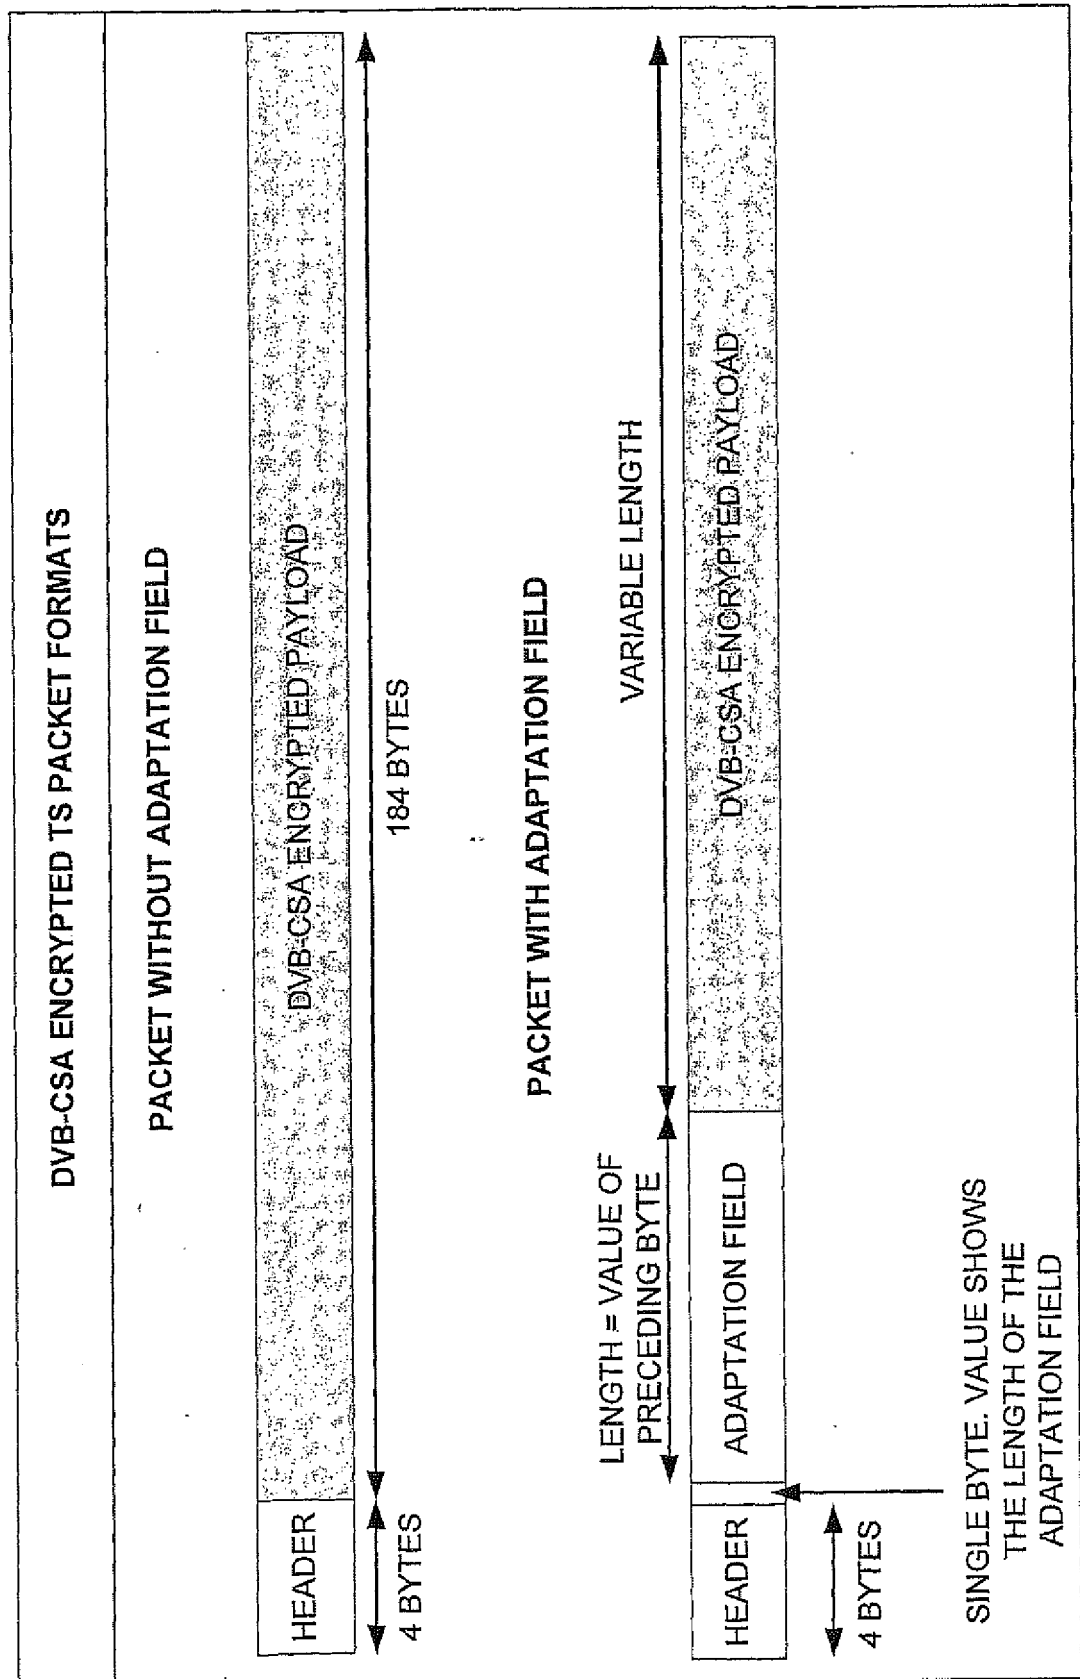 DVB-CSA ENCRYPTED TS PACKET FORMATS
PACKET WITHOUT ADAPTATION FIELD
HEADER
DVB-CSA ENCRYPTED PAYLOAD
4 BYTES
184 BYTES
PACKET WITH ADAPTATION FIELD
LENGTH = VALUE OF
PRECEDING BYTE
VARIABLE LENGTH
HEADER
ADAPTATION FIELD
DVB-CSA ENCRYPTED PAYLOAD
4 BYTES
SINGLE BYTE. VALUE SHOWS
THE LENGTH OF THE
ADAPTATION FIELD